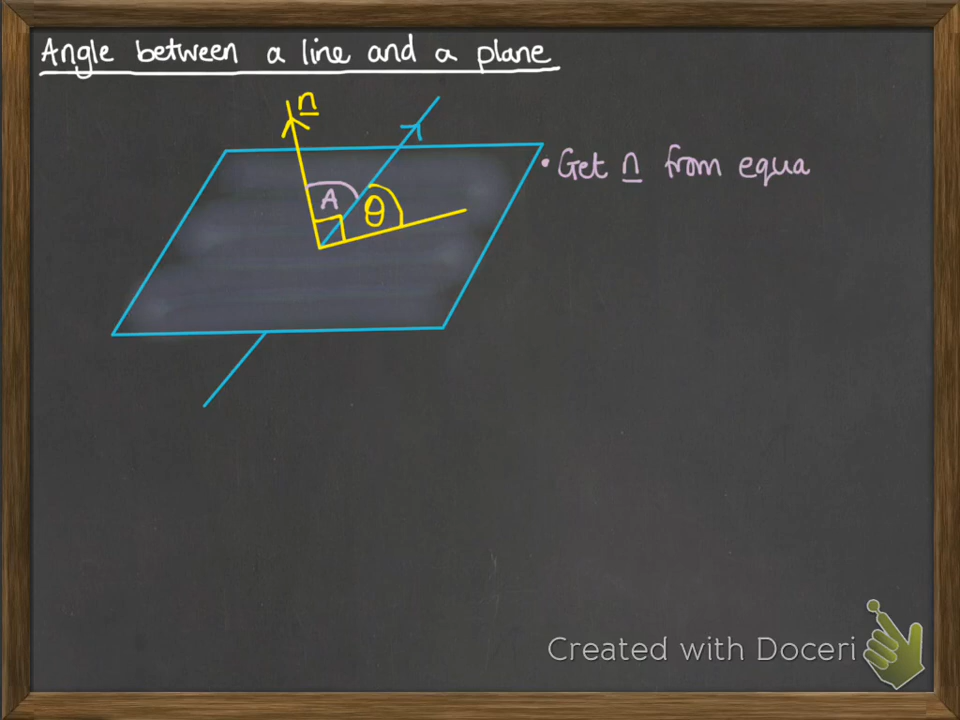 Angle between a line and a plane
n
A
θ
• Get n from equa
Created with Doceri